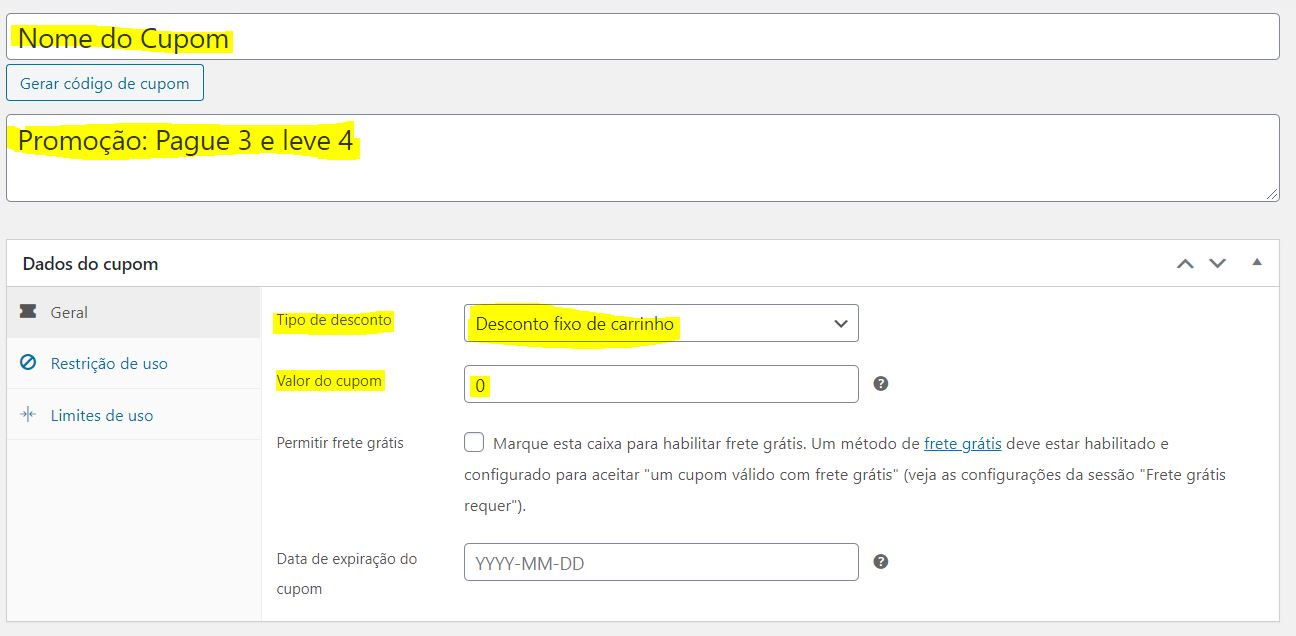 Nome do Cupom
Gerar código de cupom
Promoção: Pague 3 e leve 4
Dados do cupom
Geral
Restrição de uso
Limites de uso
Tipo de desconto
Desconto fixo de carrinho
Valor do cupom
0
?
Permitir frete grátis
Marque esta caixa para habilitar frete grátis. Um método de frete grátis deve estar habilitado e
configurado para aceitar "um cupom válido com frete grátis" (veja as configurações da sessão "Frete grátis
requer").
Data de expiração do
cupom
YYYY-MM-DD
?